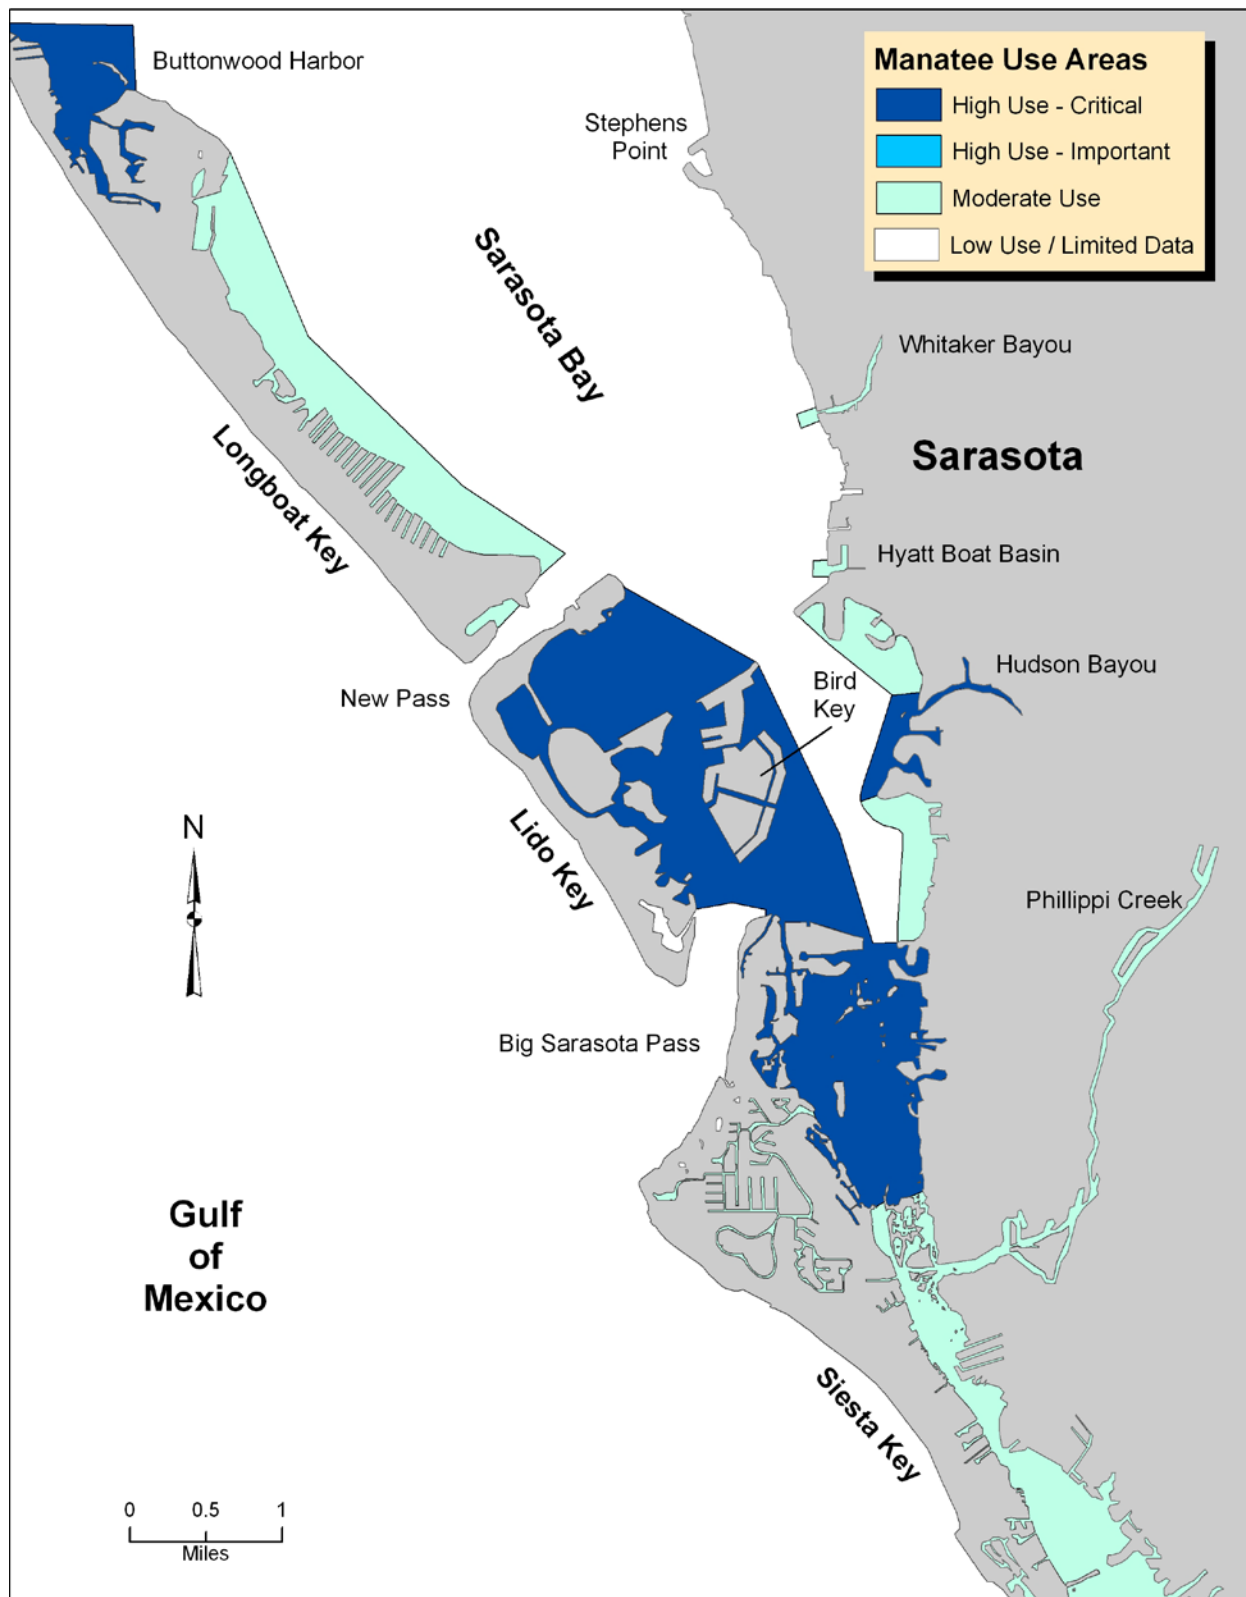 Manatee Use Areas
High Use - Critical
High Use - Important
Moderate Use
Low Use / Limited Data
Buttonwood Harbor
Stephens
Point
Sarasota Bay
Whitaker Bayou
Sarasota
Longboat Key
Hyatt Boat Basin
Hudson Bayou
Bird
Key
New Pass
Lido Key
N
Phillippi Creek
Big Sarasota Pass
Gulf
of
Mexico
Siesta Key
0 0.5 1
Miles